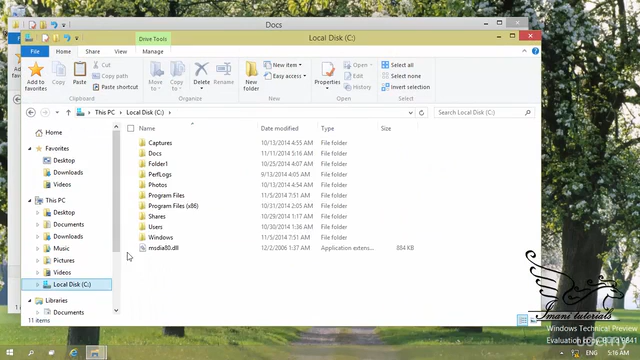 Docs
Drive Tools
Local Disk (C:)
File
Home
Share
View
Manage
Add to favorites
Copy
Paste
Cut
Copy path
Paste shortcut
Clipboard
Move to
Copy to
Delete
Rename
Organize
New folder
New item
Easy access
New
Properties
Open
Edit
History
Open
Select all
Select none
Invert selection
Select
This PC
Local Disk (C:)
Search Local Disk (C:)
Home
Favorites
Desktop
Downloads
Videos
This PC
Desktop
Documents
Downloads
Music
Pictures
Videos
Local Disk (C:)
Libraries
Documents
Name Date modified Type Size
Captures 10/13/2014 4:55 AM File folder
Docs 11/11/2014 5:16 AM File folder
Folder1 10/25/2014 4:07 AM File folder
PerfLogs 9/13/2014 4:05 AM File folder
Photos 10/13/2014 4:54 AM File folder
Program Files 11/5/2014 7:51 AM File folder
Program Files (x86) 10/31/2014 2:05 AM File folder
Shares 10/29/2014 1:17 AM File folder
Users 10/30/2014 1:36 AM File folder
Windows 11/5/2014 7:51 AM File folder
msdia80.dll 12/2/2006 1:37 AM Application extens... 884 KB
11 items
Imani tutorials
Windows Technical Preview
Evaluation copy. Build 9841
ENG 5:16 AM